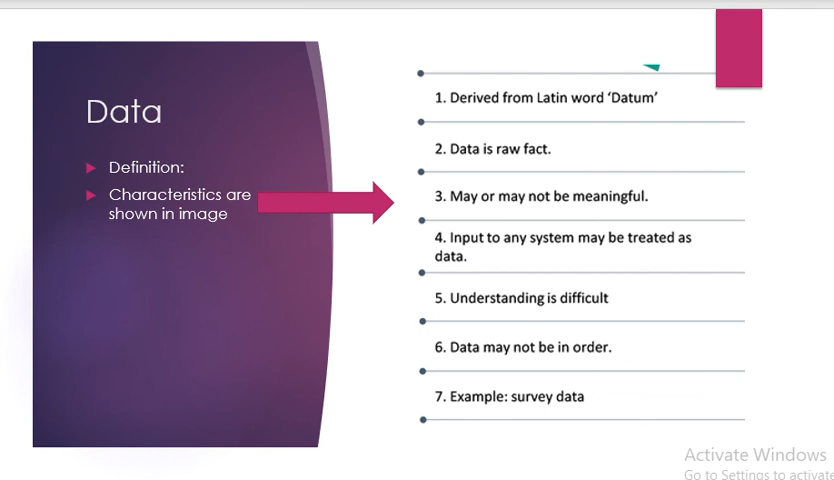 Data
Definition:
Characteristics are
shown in image
1. Derived from Latin word ‘Datum’
2. Data is raw fact.
3. May or may not be meaningful.
4. Input to any system may be treated as
data.
5. Understanding is difficult
6. Data may not be in order.
7. Example: survey data
Activate Windows
Go to Settings to activate